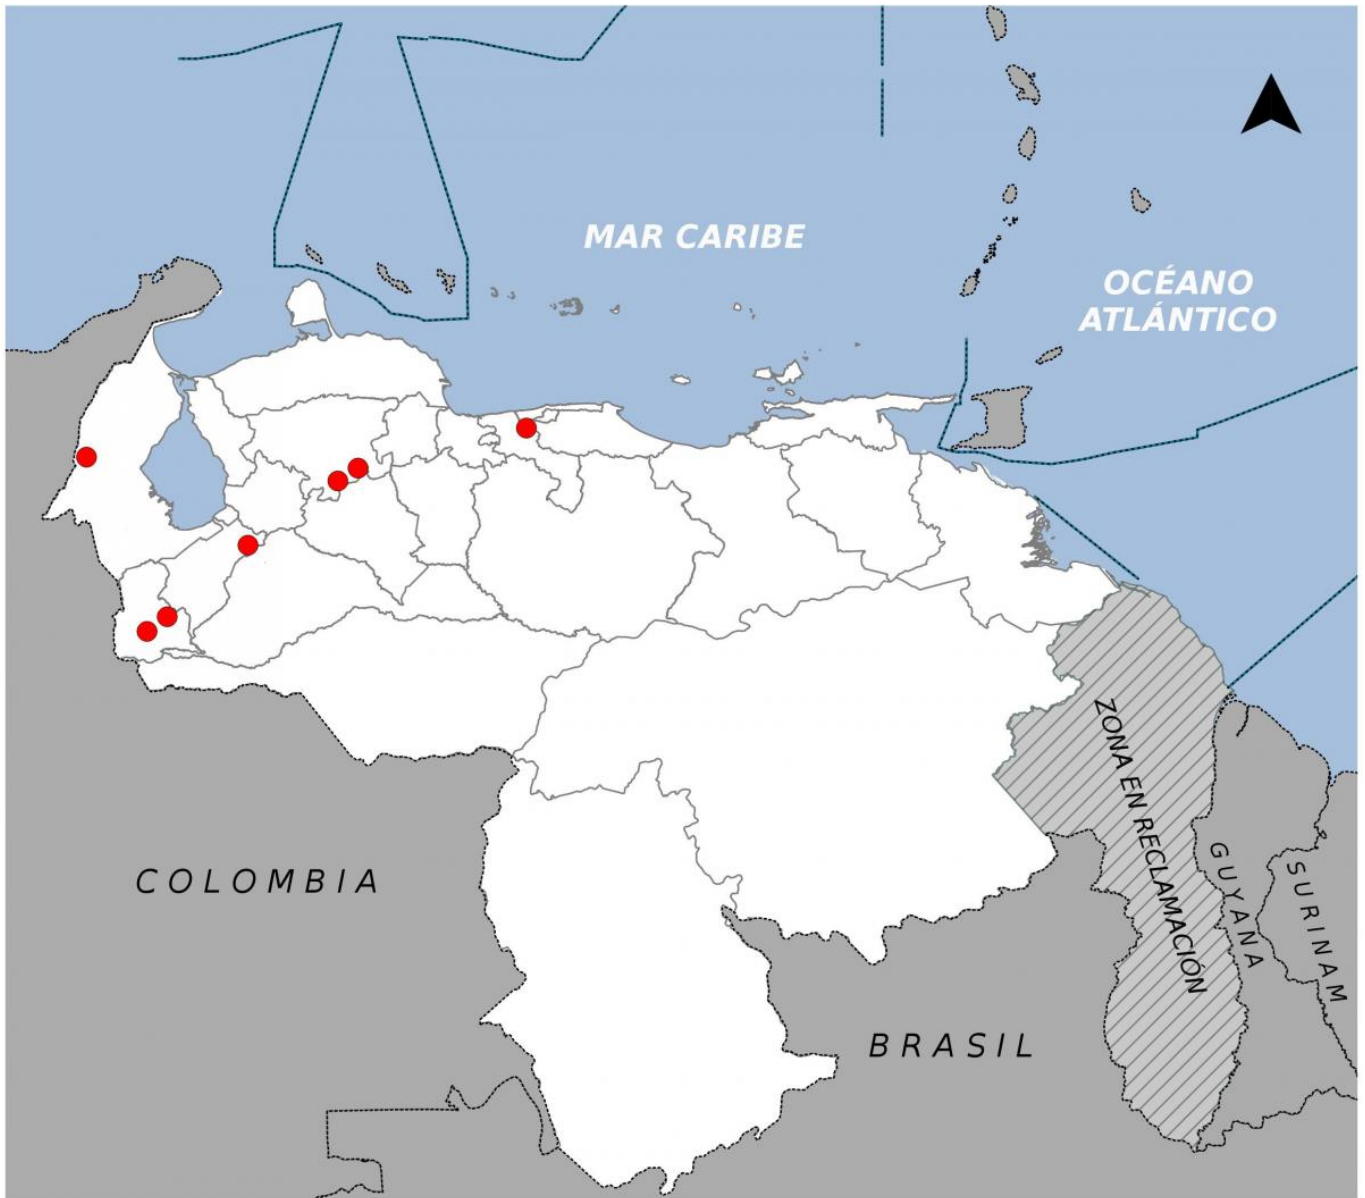 MAR CARIBE
OCÉANO
ATLÁNTICO
ZONA EN RECLAMACIÓN
GUYANA
SURINAM
COLOMBIA
BRASIL